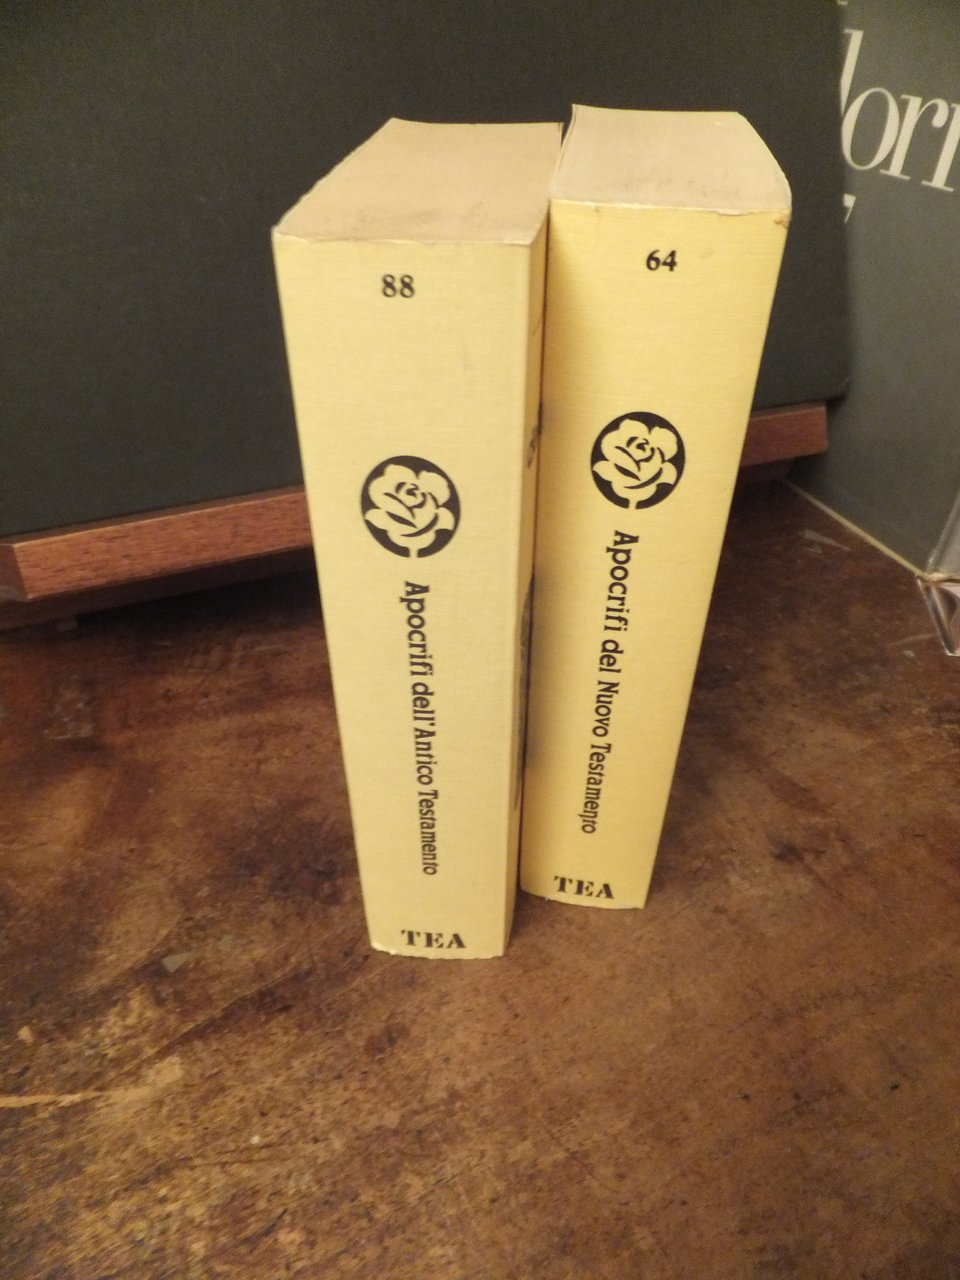 88
Apocrifi dell'Antico Testamento
TEA
64
Apocrifi del Nuovo Testamento
TEA